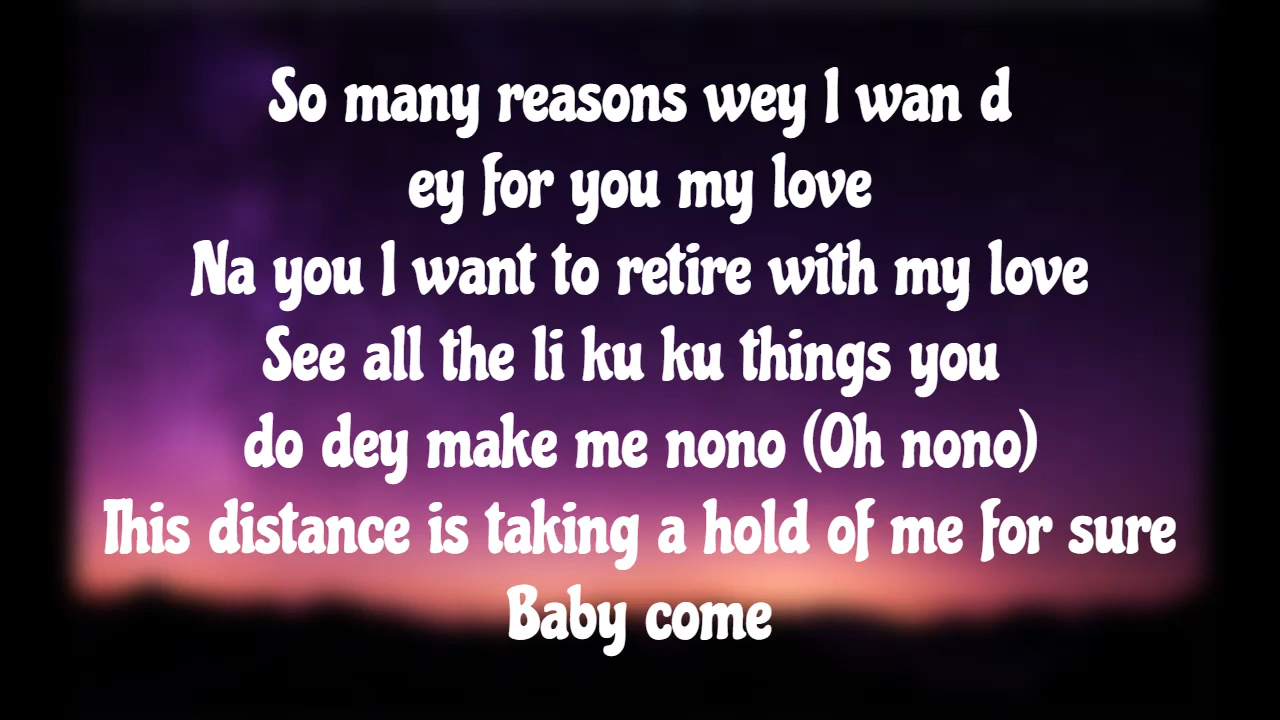 So many reasons wey I wan d
ey for you my love
Na you I want to retire with my love
See all the li ku ku things you
do dey make me nono (Oh nono)
This distance is taking a hold of me for sure
Baby come